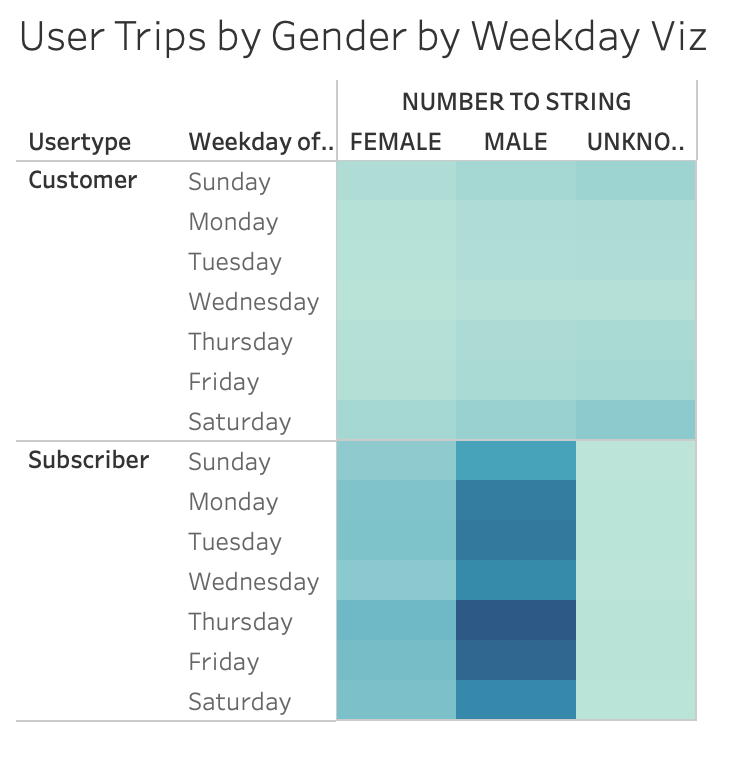 User Trips by Gender by Weekday Viz
NUMBER TO STRING
Usertype Weekday of.. FEMALE MALE UNKNO..
Customer Sunday
Monday
Tuesday
Wednesday
Thursday
Friday
Saturday
Subscriber Sunday
Monday
Tuesday
Wednesday
Thursday
Friday
Saturday